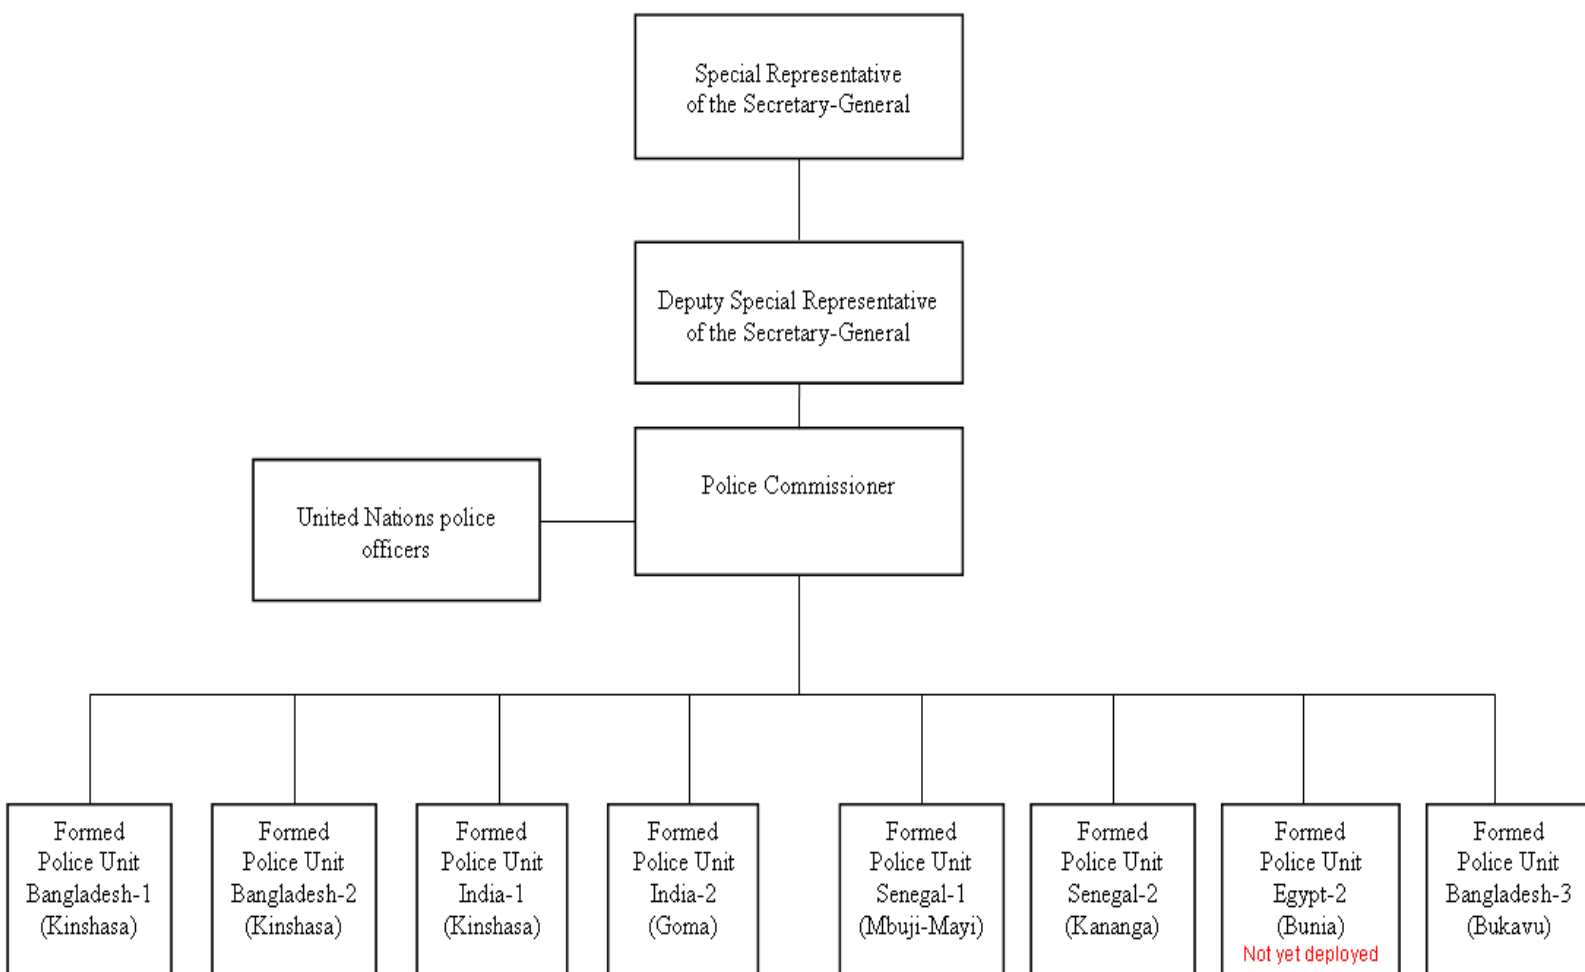 Special Representative
of the Secretary-General
Deputy Special Representative
of the Secretary-General
Police Commissioner
United Nations police
officers
Formed
Police Unit
Bangladesh-1
(Kinshasa)
Formed
Police Unit
Bangladesh-2
(Kinshasa)
Formed
Police Unit
India-1
(Kinshasa)
Formed
Police Unit
India-2
(Goma)
Formed
Police Unit
Senegal-1
(Mbuji-Mayi)
Formed
Police Unit
Senegal-2
(Kananga)
Formed
Police Unit
Egypt-2
(Bunia)
Not yet deployed
Formed
Police Unit
Bangladesh-3
(Bukavu)